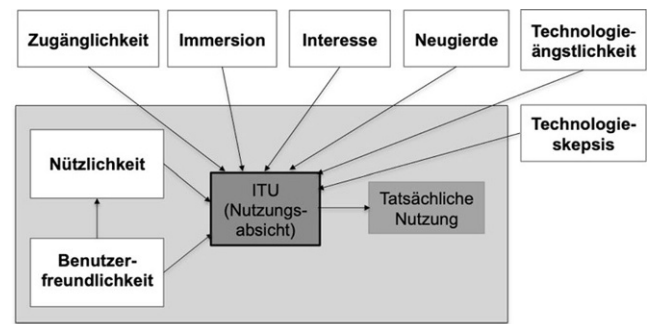 Zugänglichkeit
Immersion
Interesse
Neugierde
Technologie-
ängstlichkeit
Technologie-
skepsis
Nützlichkeit
ITU
(Nutzungs-
absicht)
Tatsächliche
Nutzung
Benutzer-
freundlichkeit